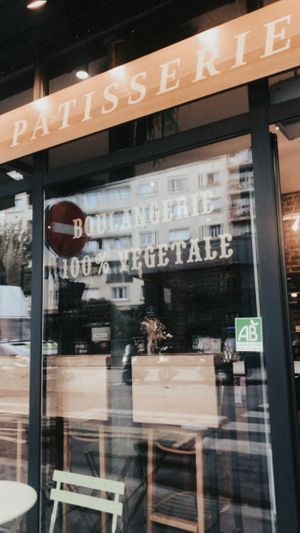 PATISSERIE
BOULANGERIE
100% VEGETALE
AB